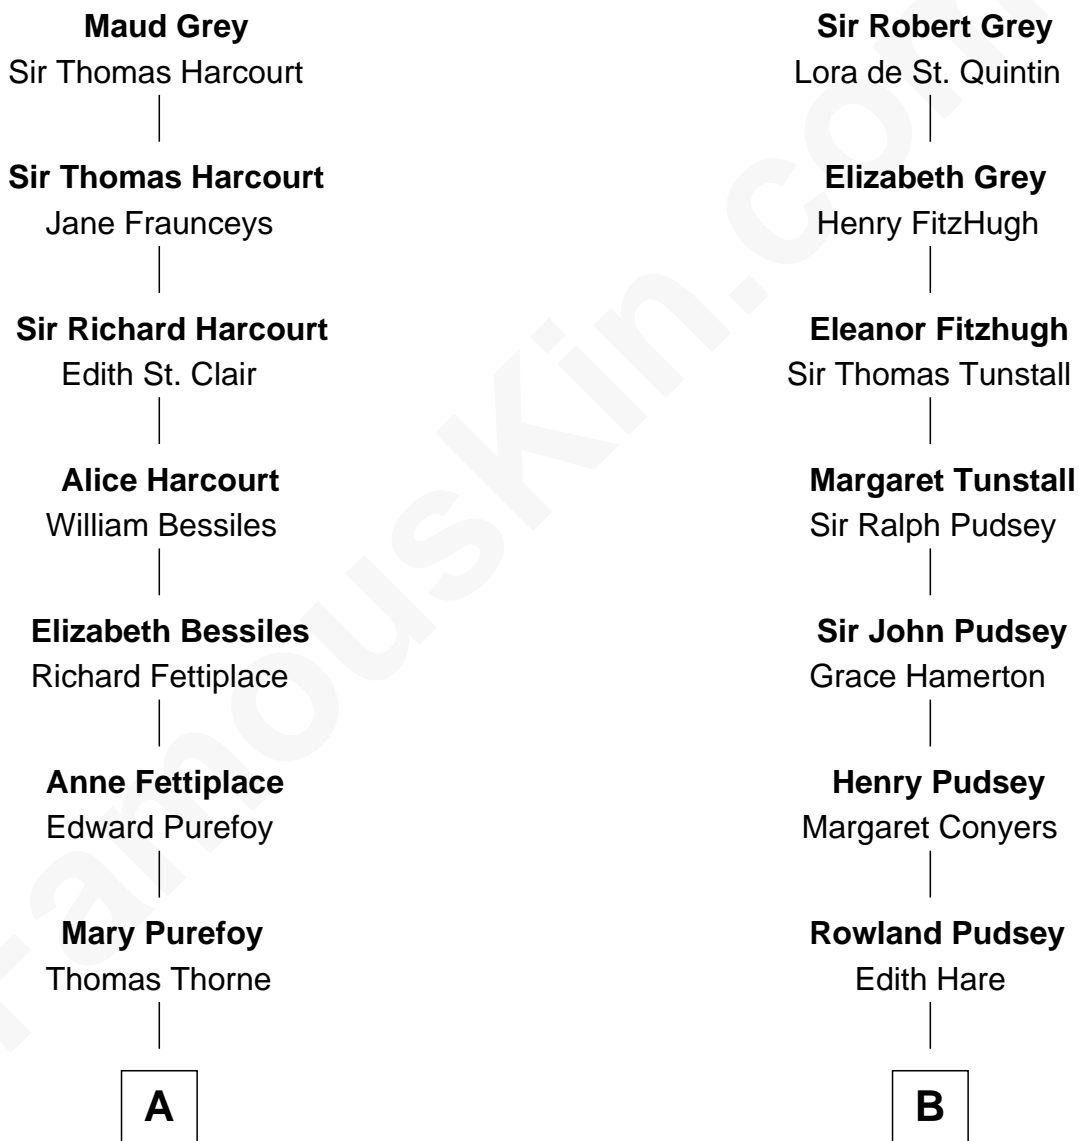 Maud Grey
Sir Thomas Harcourt
Sir Thomas Harcourt
Jane Fraunceys
Sir Richard Harcourt
Edith St. Clair
Alice Harcourt
William Bessiles
Elizabeth Bessiles
Richard Fettiplace
Anne Fettiplace
Edward Purefoy
Mary Purefoy
Thomas Thorne
A
Sir Robert Grey
Lora de St. Quintin
Elizabeth Grey
Henry FitzHugh
Eleanor Fitzhugh
Sir Thomas Tunstall
Margaret Tunstall
Sir Ralph Pudsey
Sir John Pudsey
Grace Hamerton
Henry Pudsey
Margaret Conyers
Rowland Pudsey
Edith Hare
B
FamousKin.com